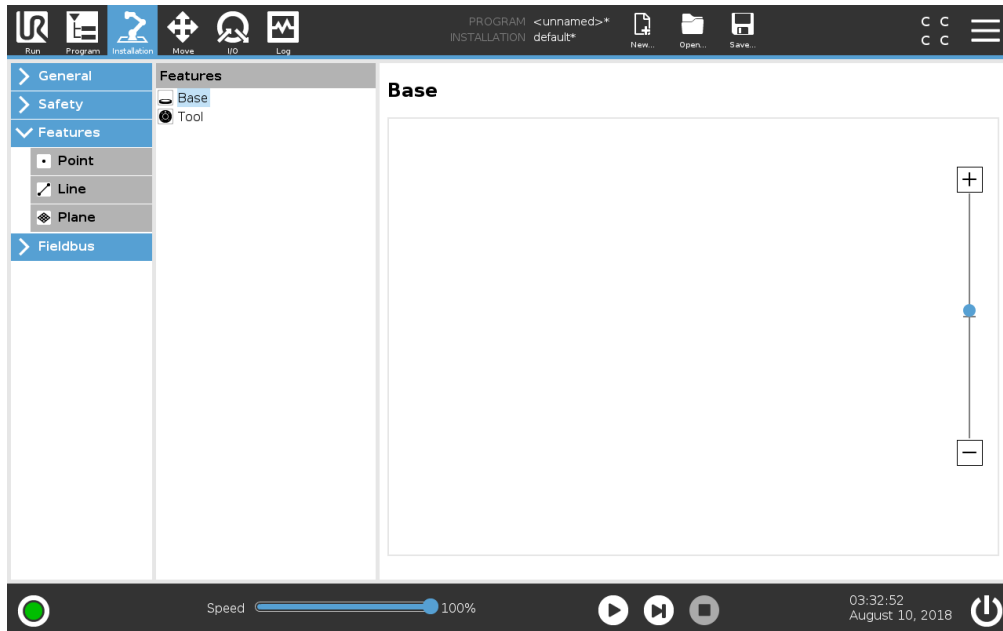 Run
Program
Installation
Move
I/O
Log
PROGRAM <unnamed>*
INSTALLATION default*
New...
Open...
Save...
C C
C C
General
Safety
Features
Point
Line
Plane
Fieldbus
Features
Base
Tool
Base
+
−
Speed 100%
03:32:52
August 10, 2018